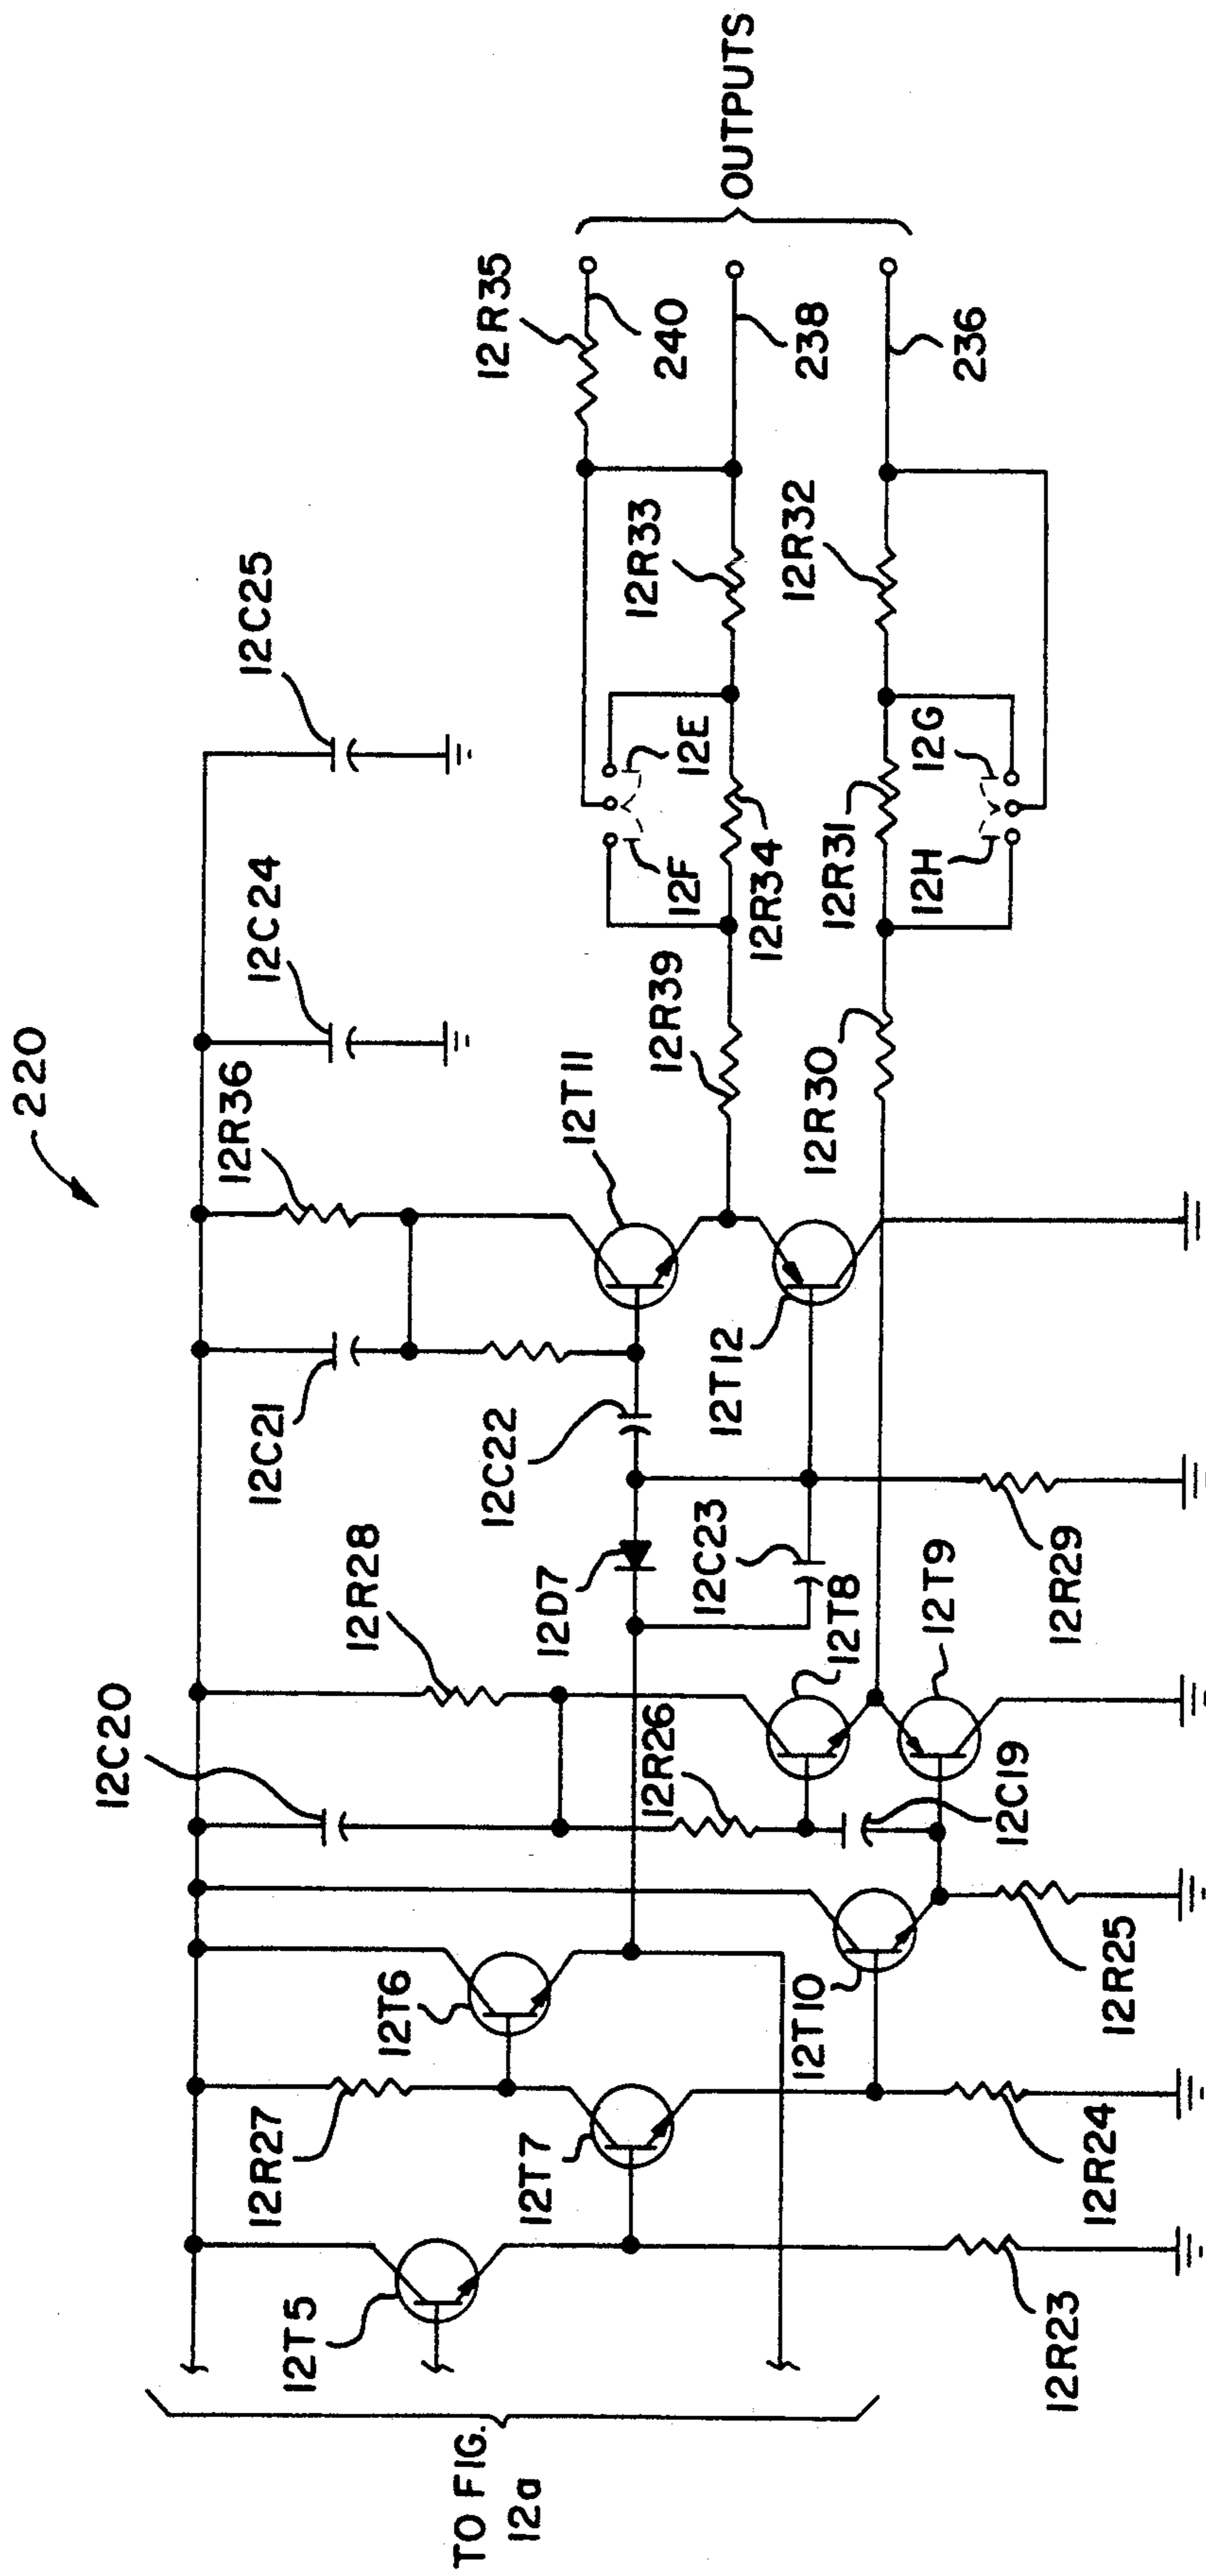 220
12C25
12C24
12R36
12C21
12R28
12C20
12R35
240
OUTPUTS
238
236
12R33
12R32
12E
12F
12R34
12G
12R31
12H
12R39
12R30
12T11
12T12
12C22
12D7
12C23
12T8
12T9
12R29
12R26
12C19
12T6
12T10
12R25
12R27
12T7
12R24
12T5
12R23
TO FIG.
12a